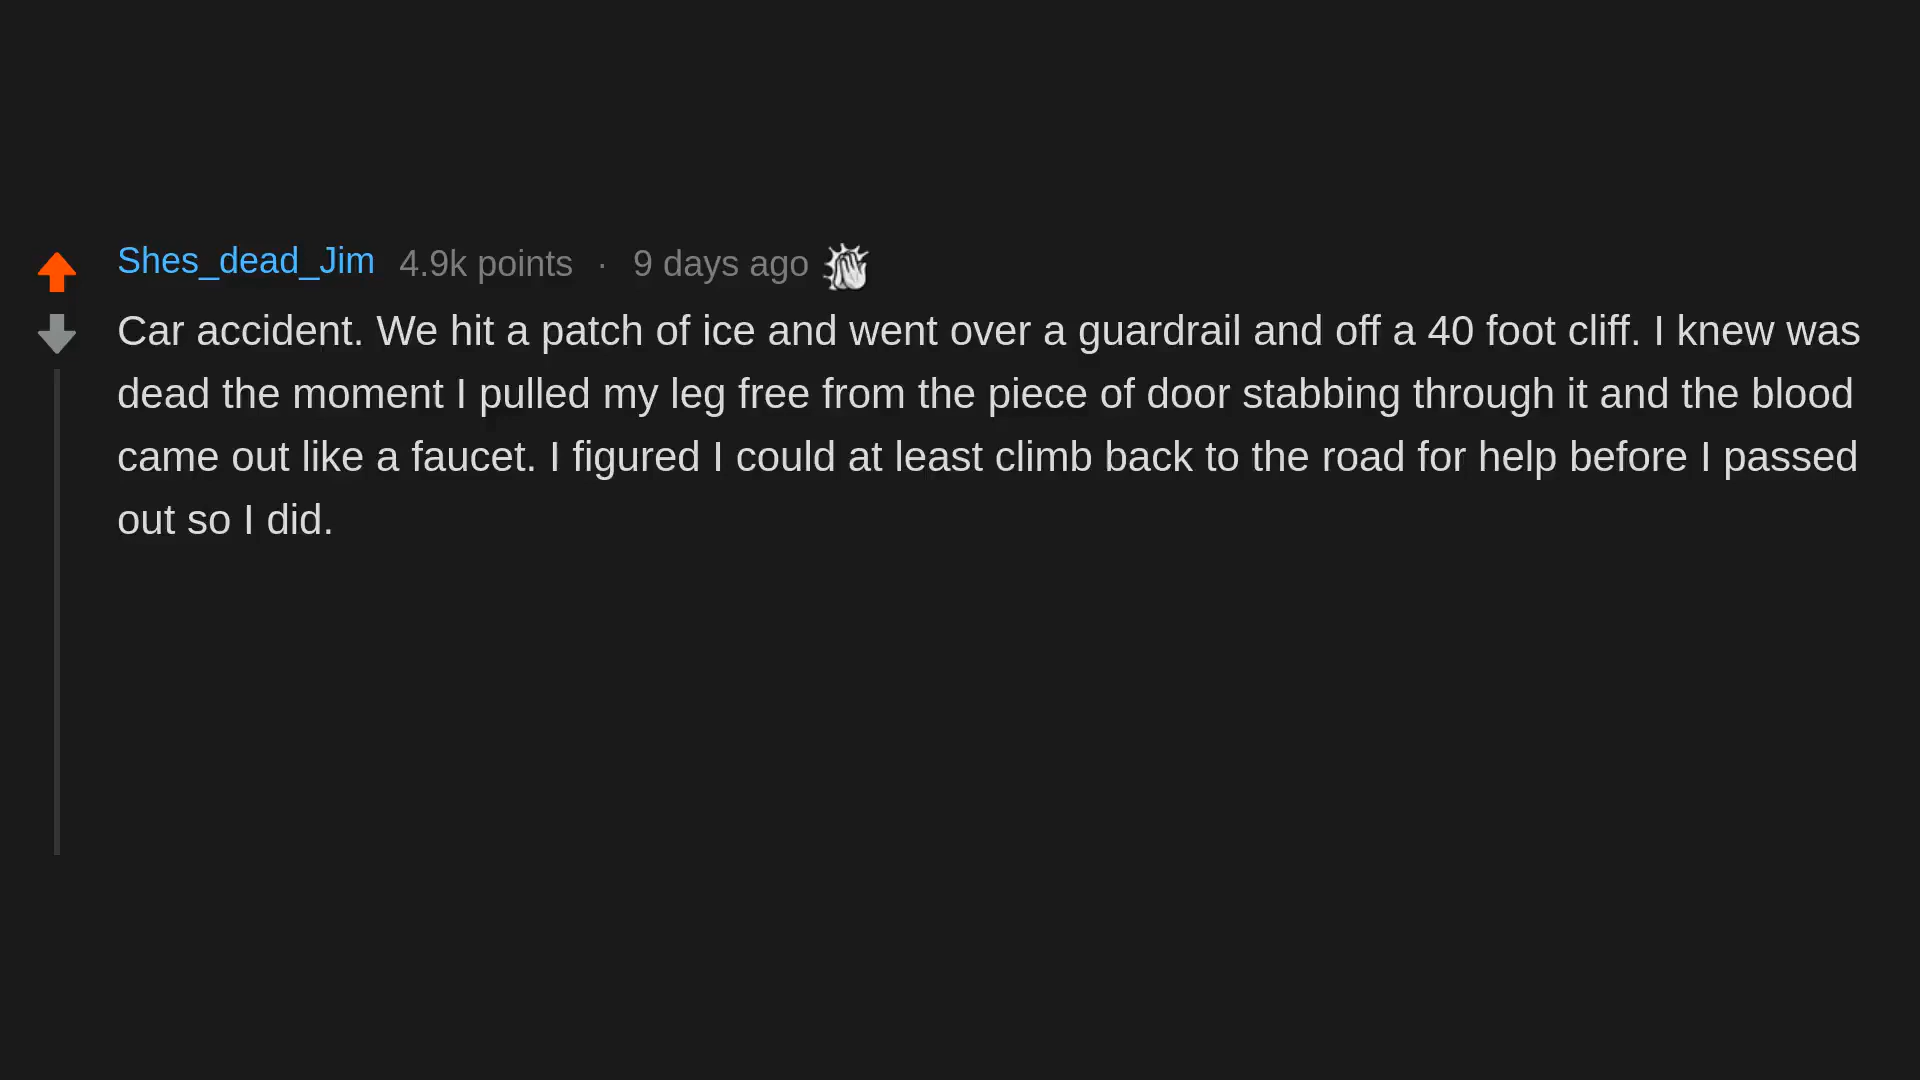 Shes_dead_Jim 4.9k points · 9 days ago
Car accident. We hit a patch of ice and went over a guardrail and off a 40 foot cliff. I knew was
dead the moment I pulled my leg free from the piece of door stabbing through it and the blood
came out like a faucet. I figured I could at least climb back to the road for help before I passed
out so I did.